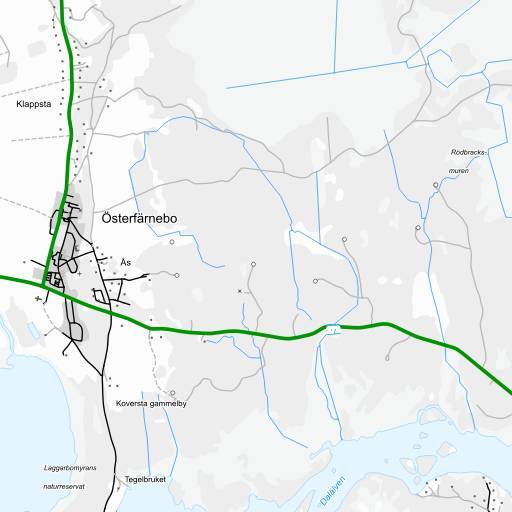 Klappsta
Rödbracks-
muren
Österfärnebo
Ås
Koversta gammelby
Laggarbomyrans
naturreservat
Tegelbruket
Dalälven